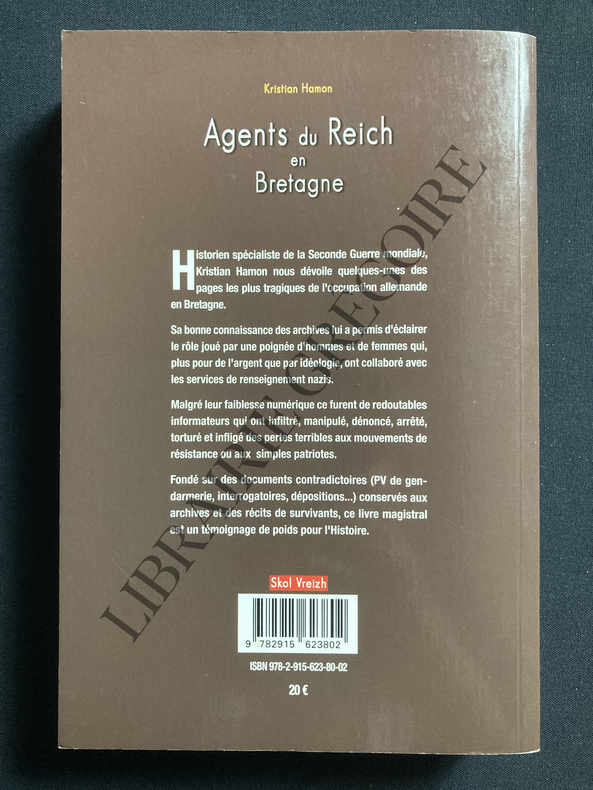 Kristian Hamon
Agents du Reich
en
Bretagne
Historien spécialiste de la Seconde Guerre mondiale,
Kristian Hamon nous dévoile quelques-unes des
pages les plus tragiques de l'occupation allemande
en Bretagne.
Sa bonne connaissance des archives lui a permis d'éclairer
le rôle joué par une poignée d'hommes et de femmes qui,
plus pour de l'argent que par idéologie, ont collaboré avec
les services de renseignement nazis.
Malgré leur faiblesse numérique ce furent de redoutables
informateurs qui ont infiltré, manipulé, dénoncé, arrêté,
torturé et infligé des pertes terribles aux mouvements de
résistance ou aux simples patriotes.
Fondé sur des documents contradictoires (PV de gen-
darmerie, interrogatoires, dépositions...) conservés aux
archives et des récits de survivants, ce livre magistral
est un témoignage de poids pour l'Histoire.
Skol Vreizh
9 782915 623802
ISBN 978-2-915-623-80-02
20 €
LIBRAIRIE GREGOIRE